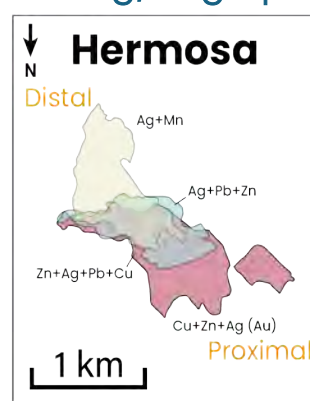 Hermosa
N
Distal
Ag+Mn
Ag+Pb+Zn
Zn+Ag+Pb+Cu
Cu+Zn+Ag (Au)
Proximal
1 km